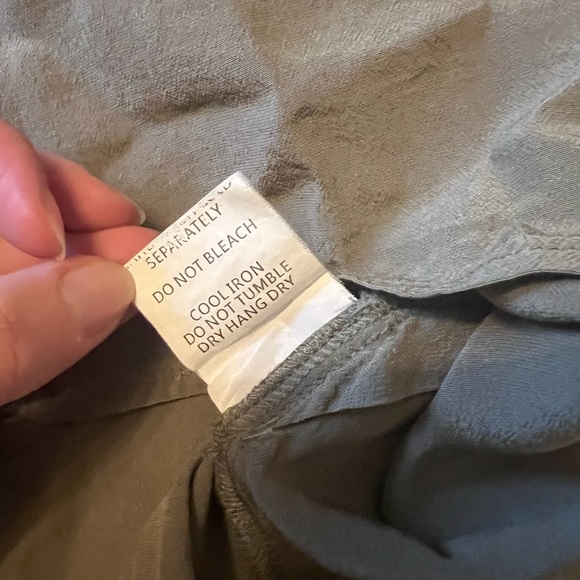 SEPARATELY
DO NOT BLEACH
COOL IRON
DO NOT TUMBLE
DRY HANG DRY